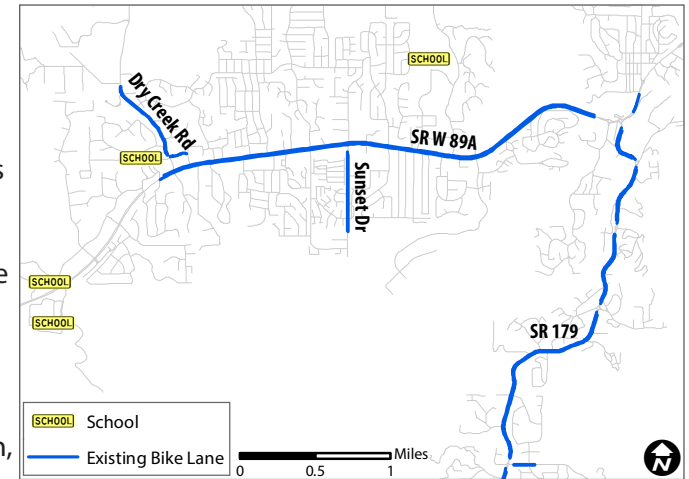 SCHOOL
Dry Creek Rd
SCHOOL
SR W 89A
s
Sunset Dr
e
SCHOOL
SCHOOL
SR 179
SCHOOL School
n,
Existing Bike Lane
Miles
0 0.5 1
N